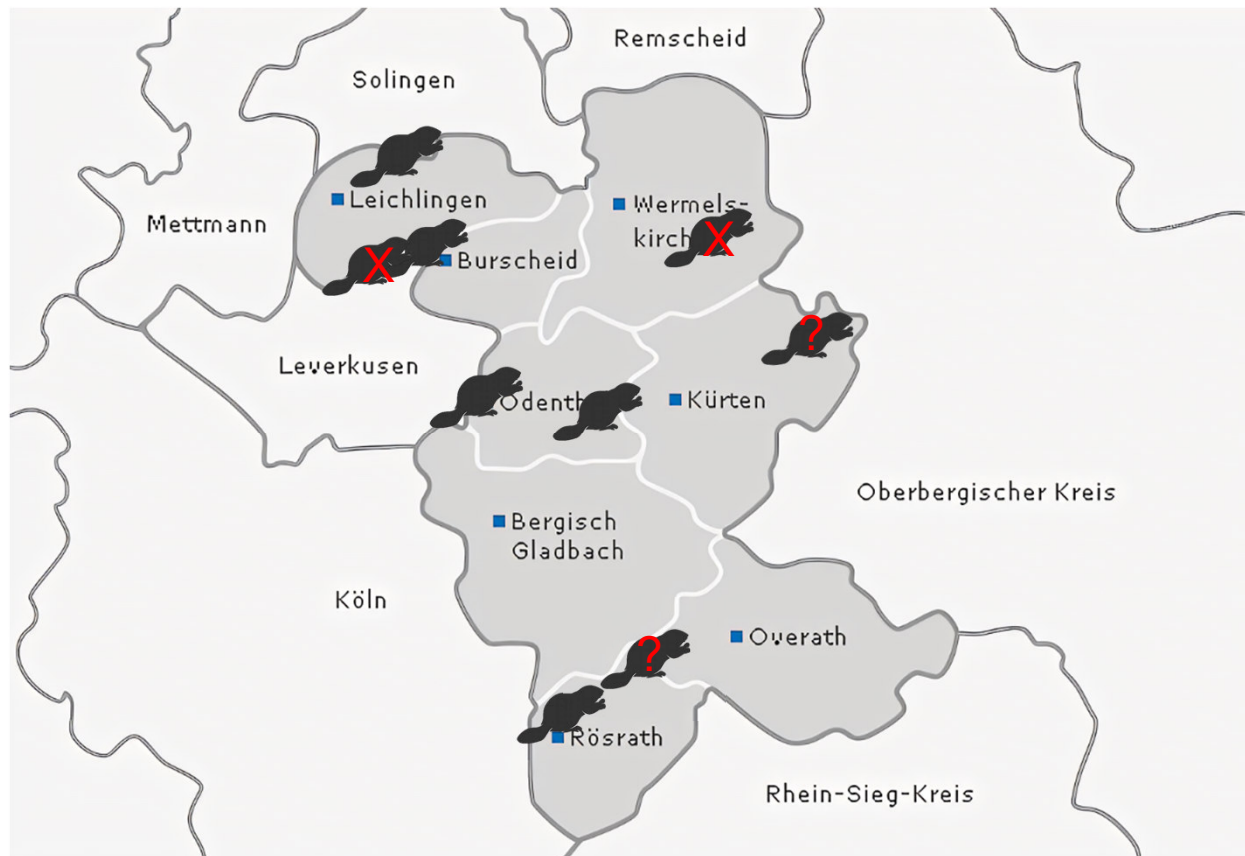 Remscheid
Solingen
Leichlingen
Wermels-
kirch
X
Mettmann
X
Burscheid
?
Leverkusen
Odenth
Kürten
Oberbergischer Kreis
Bergisch
Gladbach
Köln
?
Overath
Rösrath
Rhein-Sieg-Kreis